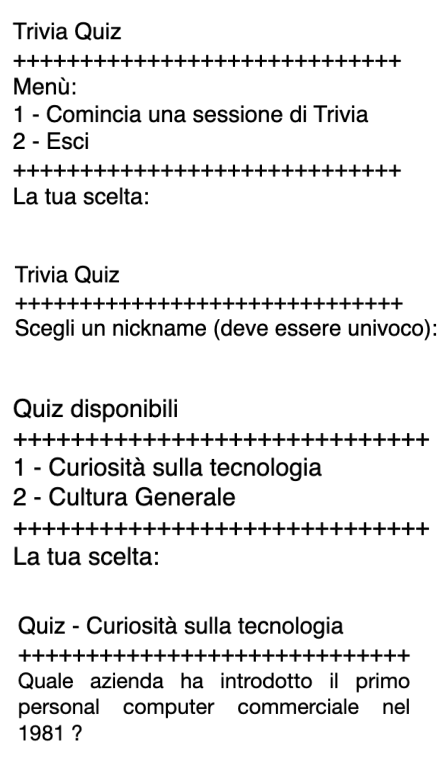 Trivia Quiz
+++++++++++++++++++++++++++++
Menù:
1 - Comincia una sessione di Trivia
2 - Esci
+++++++++++++++++++++++++++++
La tua scelta:
Trivia Quiz
+++++++++++++++++++++++++++++
Scegli un nickname (deve essere univoco):
Quiz disponibili
+++++++++++++++++++++++++++++
1 - Curiosità sulla tecnologia
2 - Cultura Generale
+++++++++++++++++++++++++++++
La tua scelta:
Quiz - Curiosità sulla tecnologia
+++++++++++++++++++++++++++++
Quale azienda ha introdotto il primo
personal computer commerciale nel
1981 ?